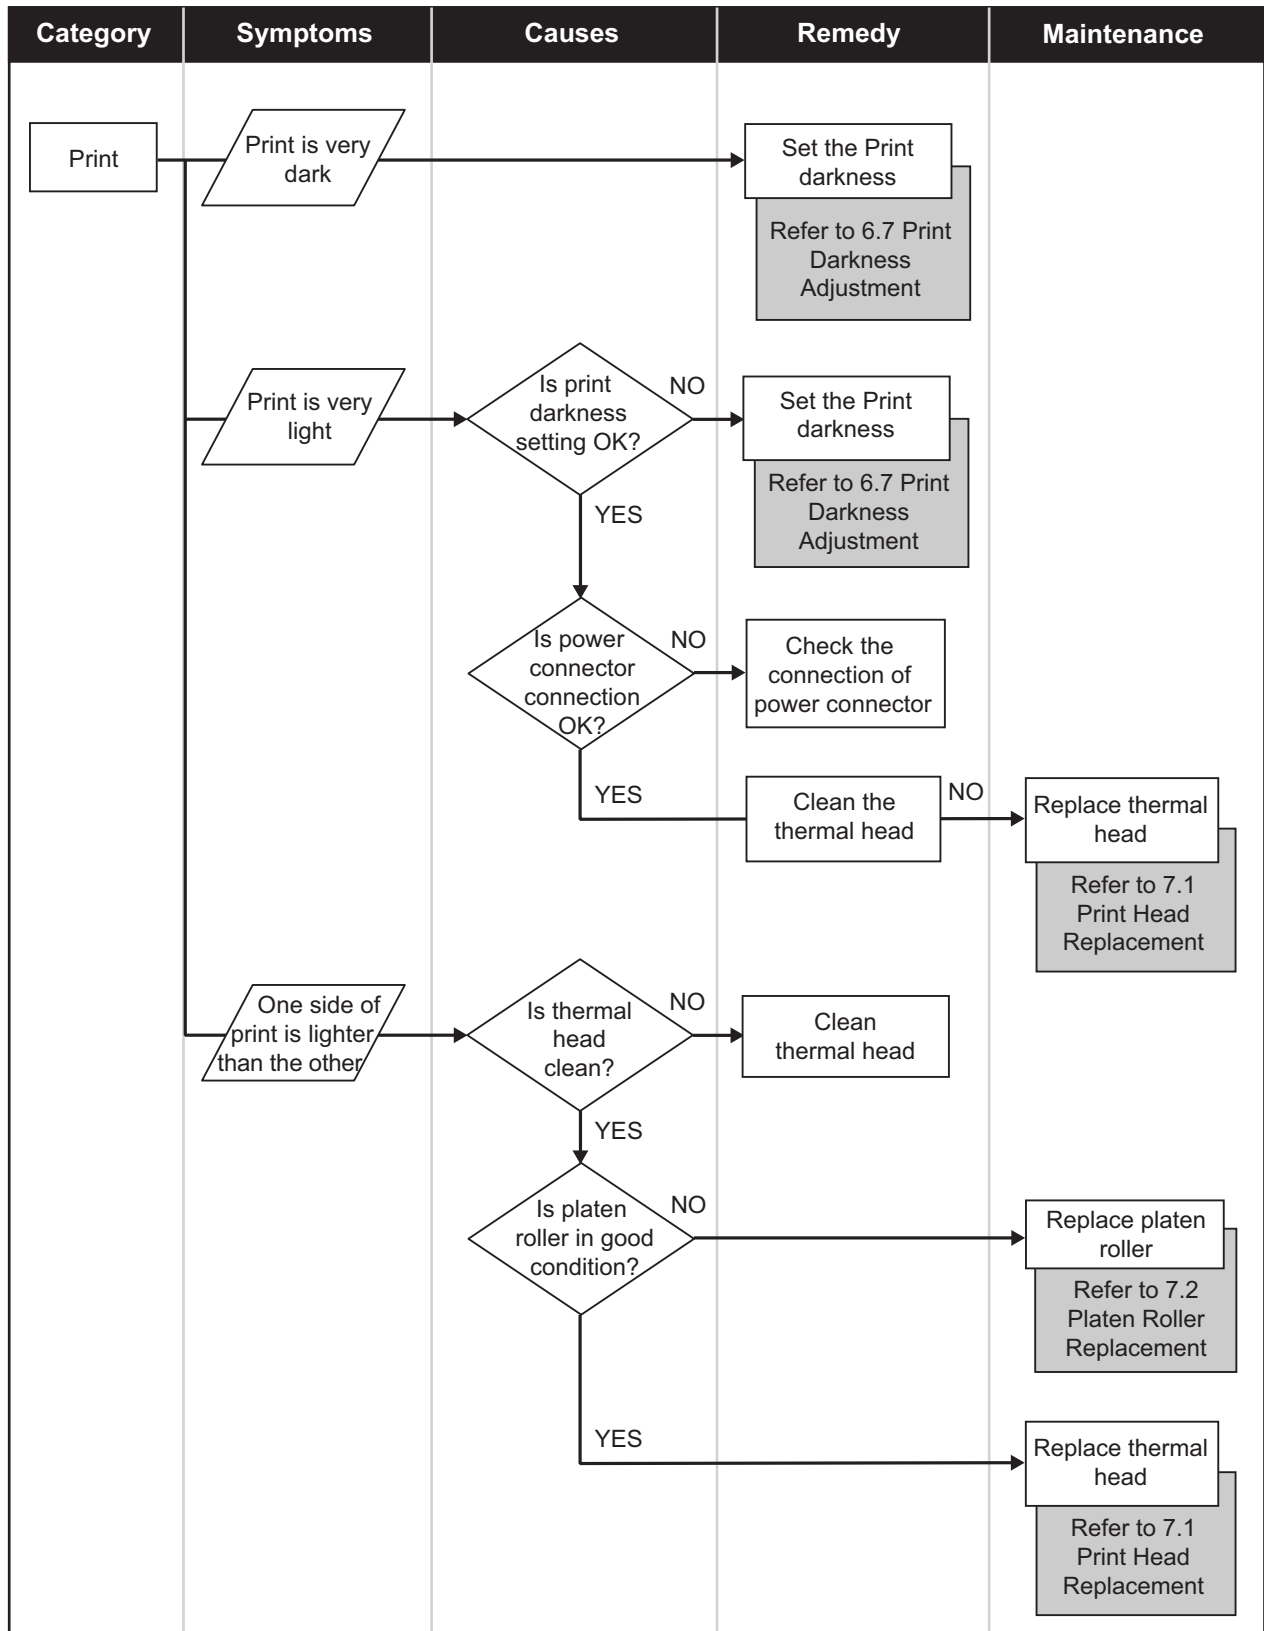 Category
Symptoms
Causes
Remedy
Maintenance
Print
Print is very
dark
Set the Print
darkness
Refer to 6.7 Print
Darkness
Adjustment
Print is very
light
Is print
darkness
setting OK?
NO
Set the Print
darkness
Refer to 6.7 Print
Darkness
Adjustment
YES
Is power
connector
connection
OK?
NO
Check the
connection of
power connector
YES
Clean the
thermal head
NO
Replace thermal
head
Refer to 7.1
Print Head
Replacement
One side of
print is lighter
than the other
Is thermal
head
clean?
NO
Clean
thermal head
YES
Is platen
roller in good
condition?
NO
Replace platen
roller
Refer to 7.2
Platen Roller
Replacement
YES
Replace thermal
head
Refer to 7.1
Print Head
Replacement